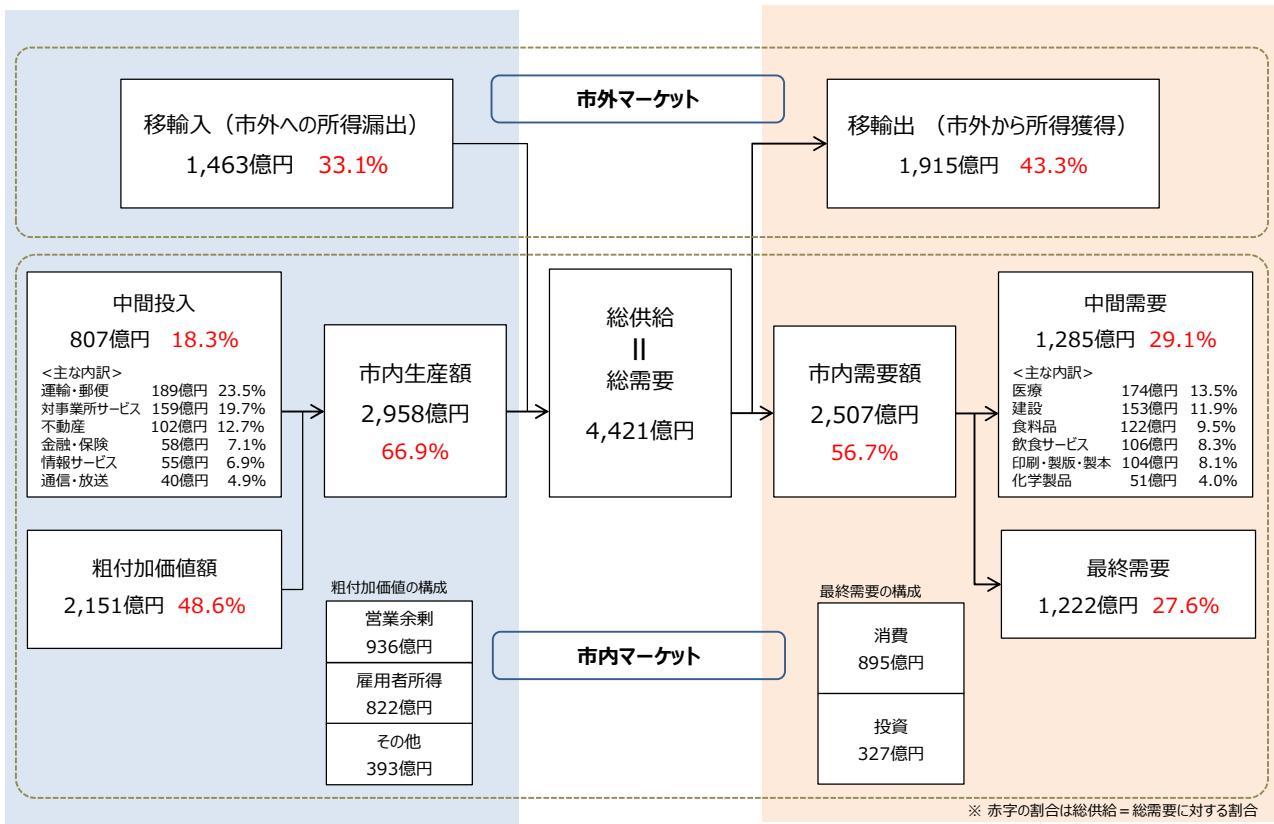 市外マーケット
移輸入（市外への所得漏出）
1,463億円 33.1%
移輸出 （市外から所得獲得）
1,915億円 43.3%
中間投入
807億円 18.3%
<主な内訳>
運輸・郵便 189億円 23.5%
対事業所サービス 159億円 19.7%
不動産 102億円 12.7%
金融・保険 58億円 7.1%
情報サービス 55億円 6.9%
通信・放送 40億円 4.9%
粗付加価値額
2,151億円 48.6%
市内生産額
2,958億円
66.9%
粗付加価値の構成
営業余剰
936億円
雇用者所得
822億円
その他
393億円
総供給
||
総需要
4,421億円
市内マーケット
市内需要額
2,507億円
56.7%
最終需要の構成
消費
895億円
投資
327億円
中間需要
1,285億円 29.1%
<主な内訳>
医療 174億円 13.5%
建設 153億円 11.9%
食料品 122億円 9.5%
飲食サービス 106億円 8.3%
印刷・製版・製本 104億円 8.1%
化学製品 51億円 4.0%
最終需要
1,222億円 27.6%
※ 赤字の割合は総供給＝総需要に対する割合